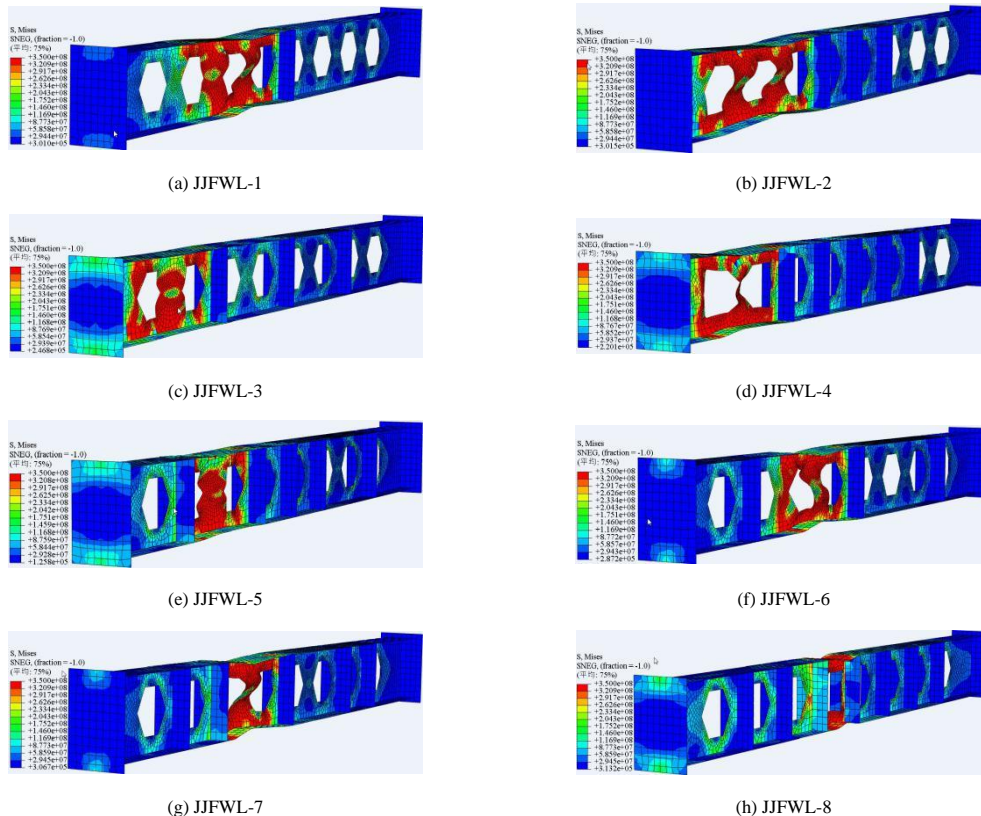 S, Mises
SNEG, (fraction = -1.0)
(平均: 75%)
+3.500e+08
+3.209e+08
+2.917e+08
+2.626e+08
+2.334e+08
+2.043e+08
+1.752e+08
+1.460e+08
+1.169e+08
+8.773e+07
+5.858e+07
+2.944e+07
+3.010e+05
(a) JJFWL-1
S, Mises
SNEG, (fraction = -1.0)
(平均: 75%)
+3.500e+08
+3.209e+08
+2.917e+08
+2.626e+08
+2.334e+08
+2.043e+08
+1.752e+08
+1.460e+08
+1.169e+08
+8.773e+07
+5.858e+07
+2.944e+07
+3.015e+05
(b) JJFWL-2
S, Mises
SNEG, (fraction = -1.0)
(平均: 75%)
+3.500e+08
+3.209e+08
+2.917e+08
+2.626e+08
+2.334e+08
+2.043e+08
+1.751e+08
+1.460e+08
+1.168e+08
+8.769e+07
+5.854e+07
+2.939e+07
+2.468e+05
(c) JJFWL-3
S, Mises
SNEG, (fraction = -1.0)
(平均: 75%)
+3.500e+08
+3.209e+08
+2.917e+08
+2.626e+08
+2.334e+08
+2.043e+08
+1.751e+08
+1.460e+08
+1.168e+08
+8.767e+07
+5.852e+07
+2.937e+07
+2.201e+05
(d) JJFWL-4
S, Mises
SNEG, (fraction = -1.0)
(平均: 75%)
+3.500e+08
+3.208e+08
+2.917e+08
+2.625e+08
+2.334e+08
+2.042e+08
+1.751e+08
+1.459e+08
+1.168e+08
+8.759e+07
+5.844e+07
+2.928e+07
+1.258e+05
(e) JJFWL-5
S, Mises
SNEG, (fraction = -1.0)
(平均: 75%)
+3.500e+08
+3.209e+08
+2.917e+08
+2.626e+08
+2.334e+08
+2.043e+08
+1.751e+08
+1.460e+08
+1.169e+08
+8.772e+07
+5.857e+07
+2.943e+07
+2.872e+05
(f) JJFWL-6
S, Mises
SNEG, (fraction = -1.0)
(平均: 75%)
+3.500e+08
+3.209e+08
+2.917e+08
+2.626e+08
+2.334e+08
+2.043e+08
+1.752e+08
+1.460e+08
+1.169e+08
+8.773e+07
+5.859e+07
+2.945e+07
+3.067e+05
(g) JJFWL-7
S, Mises
SNEG, (fraction = -1.0)
(平均: 75%)
+3.500e+08
+3.209e+08
+2.917e+08
+2.626e+08
+2.334e+08
+2.043e+08
+1.752e+08
+1.460e+08
+1.169e+08
+8.773e+07
+5.859e+07
+2.945e+07
+3.132e+05
(h) JJFWL-8